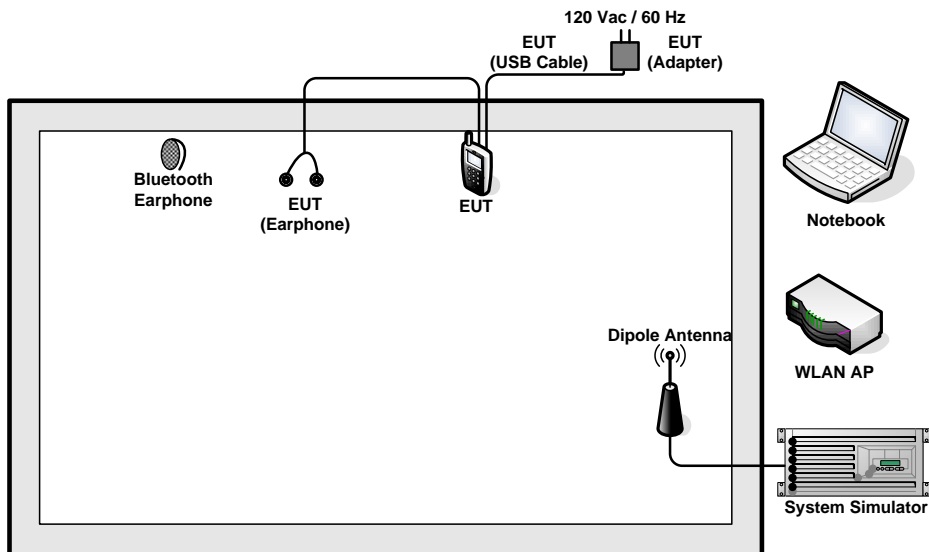 120 Vac / 60 Hz
EUT
(USB Cable)
EUT
(Adapter)
Bluetooth
Earphone
EUT
(Earphone)
EUT
Notebook
Dipole Antenna
WLAN AP
System Simulator